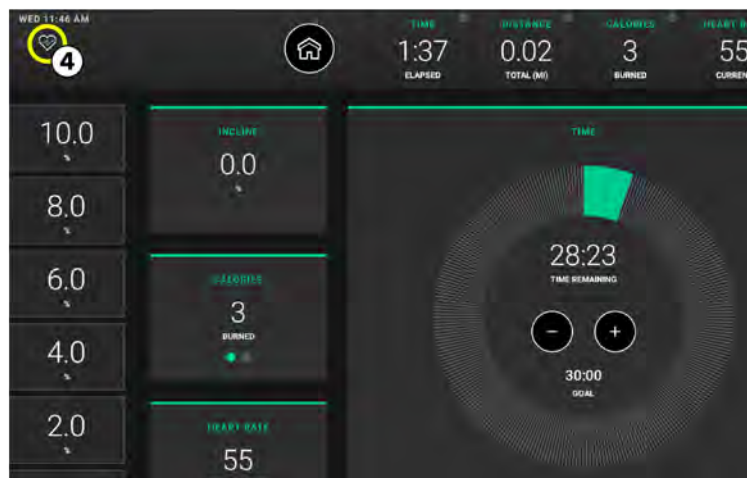 WED 11:46 AM
4
TIME
1:37
ELAPSED
DISTANCE
0.02
TOTAL (MI)
CALORIES
3
BURNED
HEART R
55
CURREN
10.0
%
8.0
%
6.0
%
4.0
%
2.0
%
INCLINE
0.0
%
CALORIES
3
BURNED
HEART RATE
55
TIME
28:23
TIME REMAINING
− +
30:00
GOAL